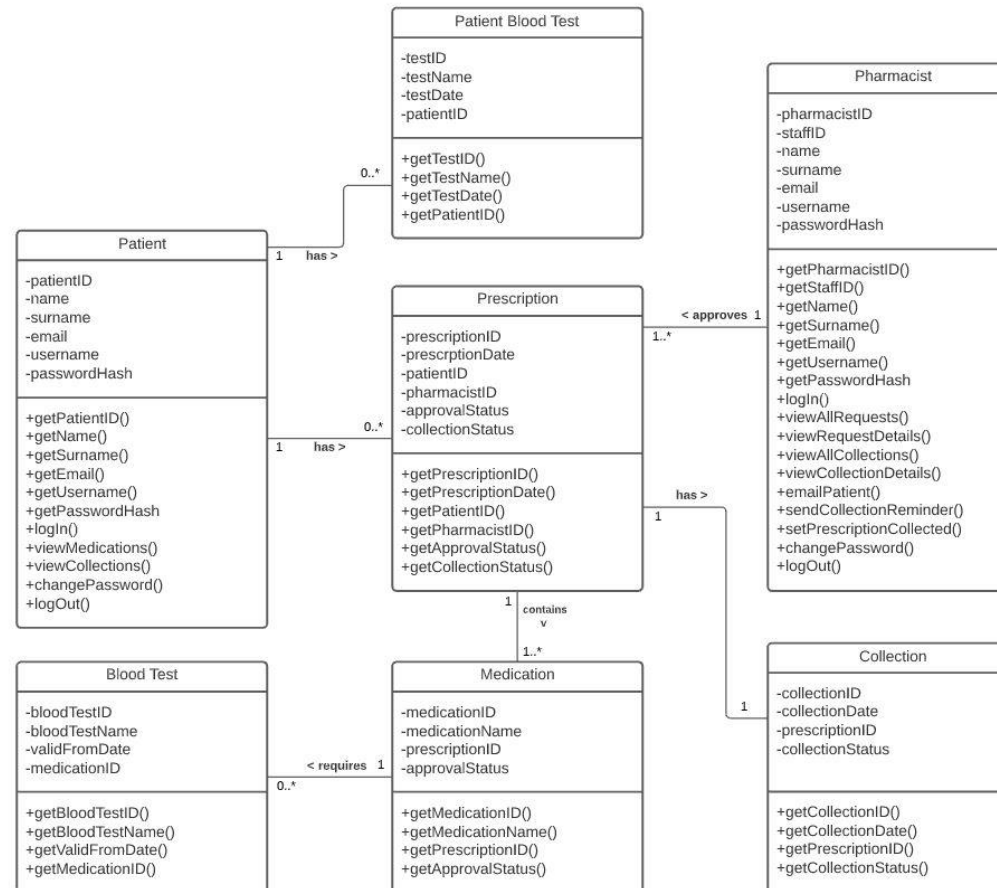 Patient Blood Test
-testID
-testName
-testDate
-patientID
+getTestID()
+getTestName()
+getTestDate()
+getPatientID()
Pharmacist
-pharmacistID
-staffID
-name
-surname
-email
-username
-passwordHash
+getPharmacistID()
+getStaffID()
+getName()
+getSurname()
+getEmail()
+getUsername()
+getPasswordHash
+logIn()
+viewAllRequests()
+viewRequestDetails()
+viewAllCollections()
+viewCollectionDetails()
+emailPatient()
+sendCollectionReminder()
+setPrescriptionCollected()
+changePassword()
+logOut()
0..*
1 has >
Patient
-patientID
-name
-surname
-email
-username
-passwordHash
+getPatientID()
+getName()
+getSurname()
+getEmail()
+getUsername()
+getPasswordHash
+logIn()
+viewMedications()
+viewCollections()
+changePassword()
+logOut()
0..*
1 has >
Prescription
-prescriptionID
-prescrptionDate
-patientID
-pharmacistID
-approvalStatus
-collectionStatus
+getPrescriptionID()
+getPrescriptionDate()
+getPatientID()
+getPharmacistID()
+getApprovalStatus()
+getCollectionStatus()
< approves 1
1..*
has >
1
1
1 contains
v
1..*
Blood Test
-bloodTestID
-bloodTestName
-validFromDate
-medicationID
+getBloodTestID()
+getBloodTestName()
+getValidFromDate()
+getMedicationID()
< requires 1
0..*
Medication
-medicationID
-medicationName
-prescriptionID
-approvalStatus
+getMedicationID()
+getMedicationName()
+getPrescriptionID()
+getApprovalStatus()
Collection
-collectionID
-collectionDate
-prescriptionID
-collectionStatus
+getCollectionID()
+getCollectionDate()
+getPrescriptionID()
+getCollectionStatus()